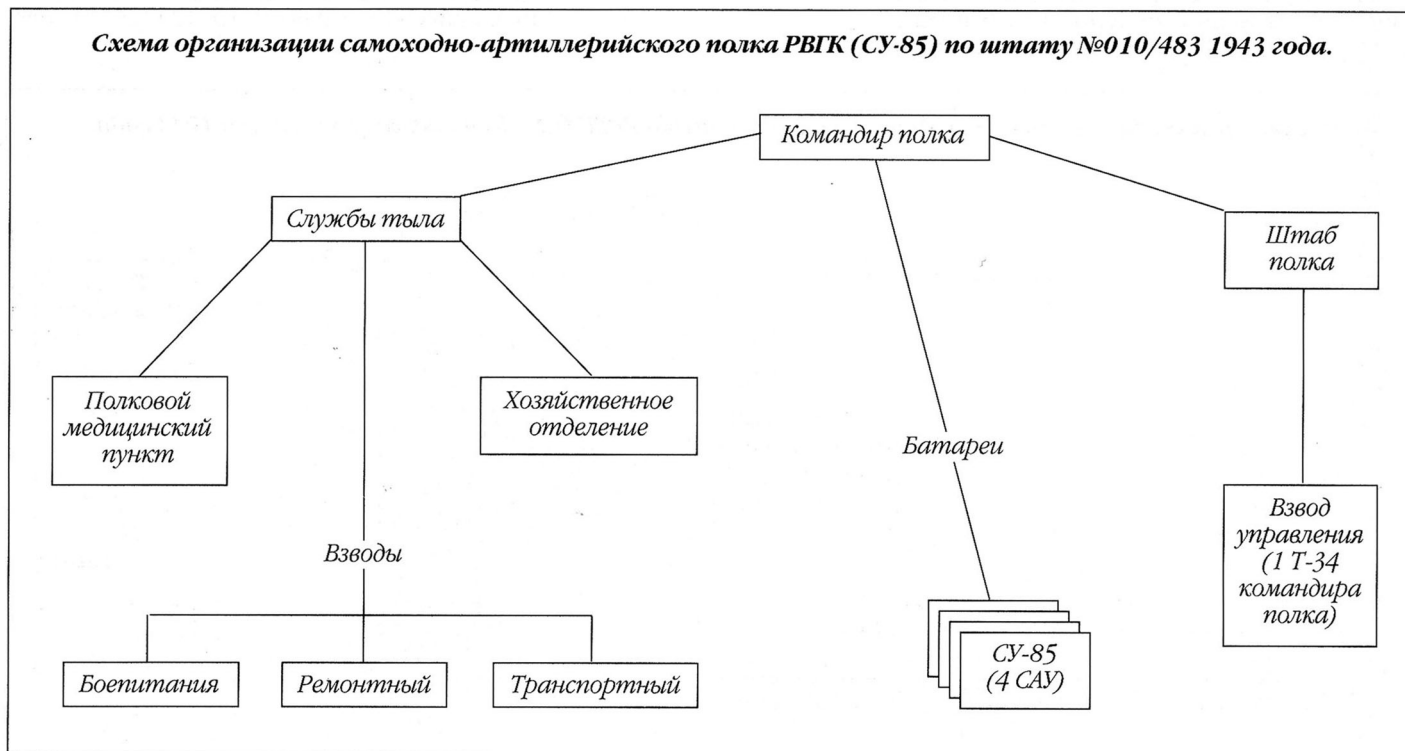 Схема организации самоходно-артиллерийского полка РВГК (СУ-85) по штату №010/483 1943 года.
Командир полка
Службы тыла
Штаб
полка
Полковой
медицинский
пункт
Хозяйственное
отделение
Батареи
Взвод
управления
(1 Т-34
командира
полка)
Взводы
СУ-85
(4 САУ)
Боепитания
Ремонтный
Транспортный